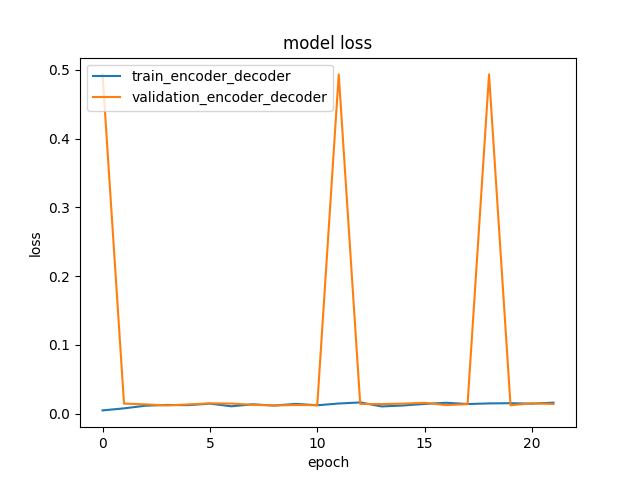 model loss
train_encoder_decoder
validation_encoder_decoder
0.5
0.4
0.3
0.2
0.1
0.0
loss
0 5 10 15 20
epoch